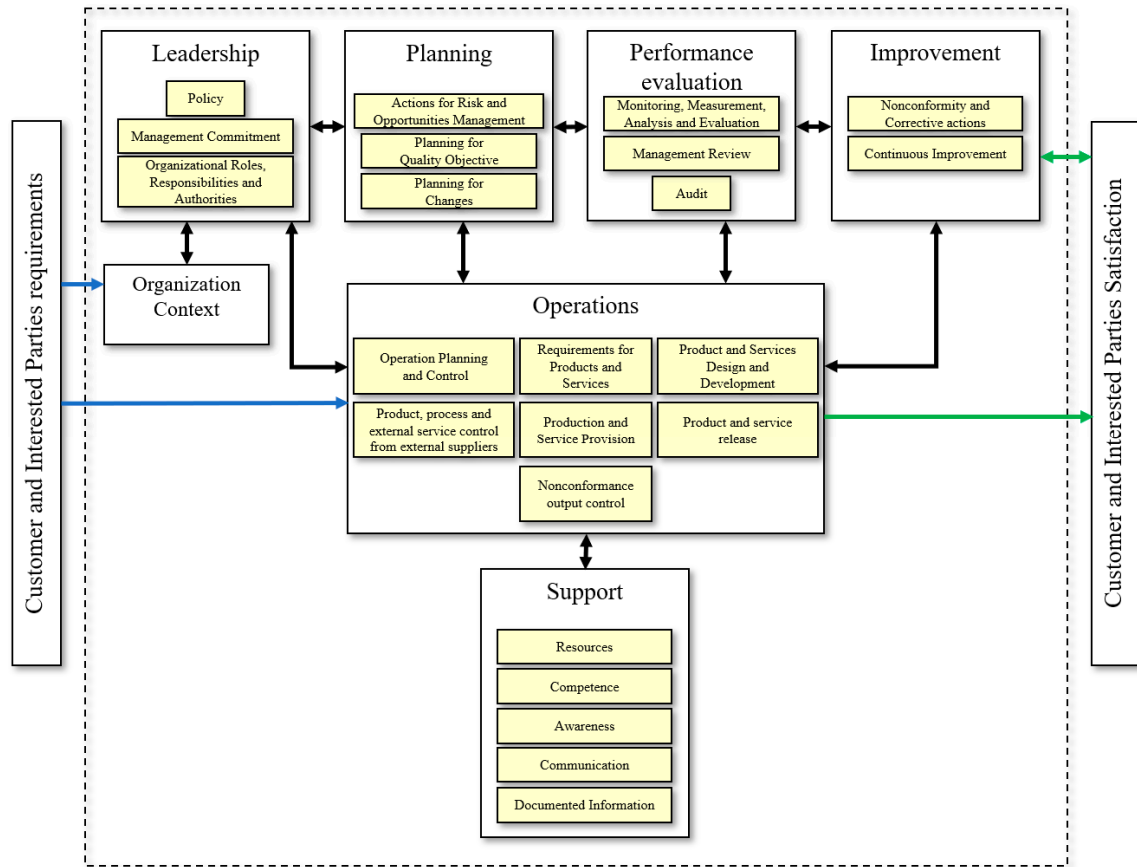 Customer and Interested Parties requirements
Leadership
Policy
Management Commitment
Organizational Roles,
Responsibilities and
Authorities
Planning
Actions for Risk and
Opportunities Management
Planning for
Quality Objective
Planning for
Changes
Performance
evaluation
Monitoring, Measurement,
Analysis and Evaluation
Management Review
Audit
Improvement
Nonconformity and
Corrective actions
Continuous Improvement
Organization
Context
Operations
Operation Planning
and Control
Requirements for
Products and
Services
Product and Services
Design and
Development
Product, process and
external service control
from external suppliers
Production and
Service Provision
Product and service
release
Nonconformance
output control
Support
Resources
Competence
Awareness
Communication
Documented Information
Customer and Interested Parties Satisfaction